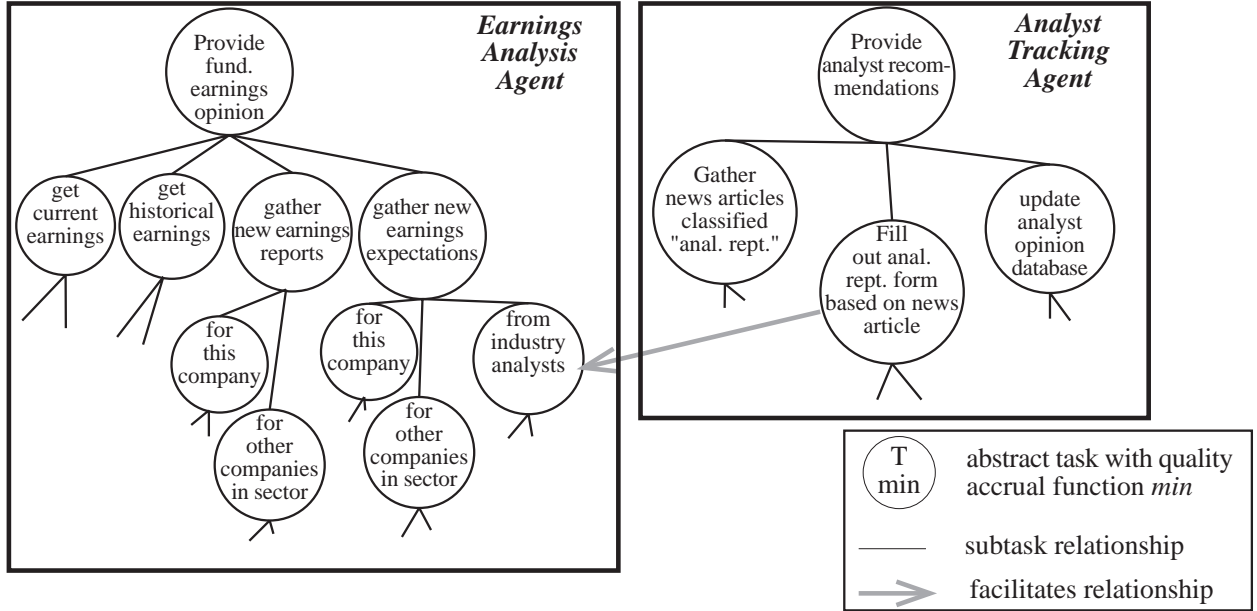 Earnings
Analysis
Agent
Provide
fund.
earnings
opinion
get
current
earnings
get
historical
earnings
gather
new earnings
reports
gather new
earnings
expectations
for
this
company
for
other
companies
in sector
for
this
company
for
other
companies
in sector
from
industry
analysts
Analyst
Tracking
Agent
Provide
analyst recom-
mendations
Gather
news articles
classified
"anal. rept."
Fill
out anal.
rept. form
based on news
article
update
analyst
opinion
database
T
min
abstract task with quality
accrual function min
subtask relationship
facilitates relationship